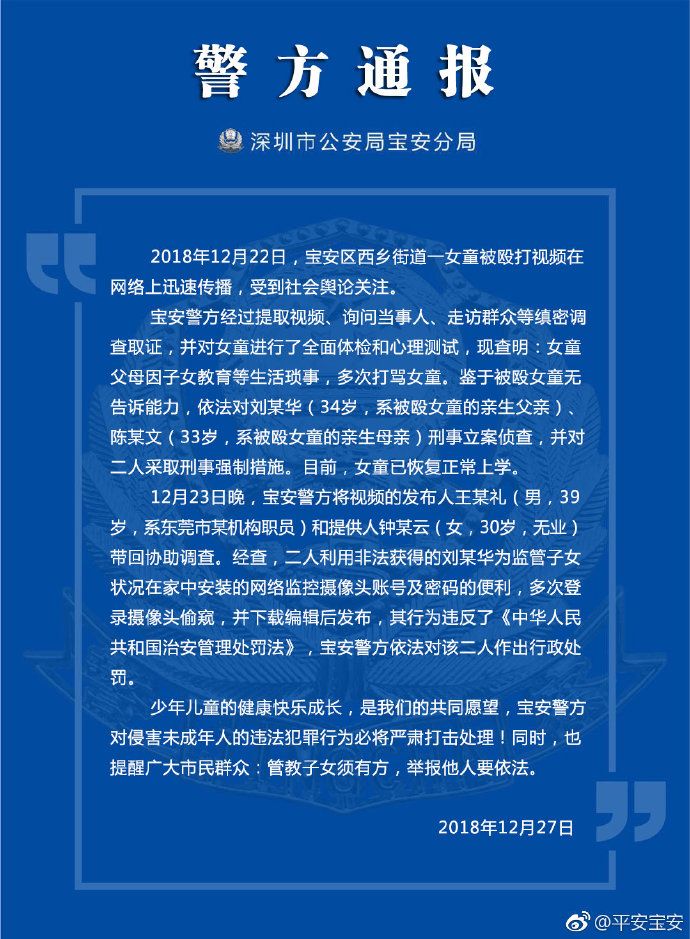 警方通报
深圳市公安局宝安分局
2018年12月22日，宝安区西乡街道一女童被殴打视频在
网络上迅速传播，受到社会舆论关注。
宝安警方经过提取视频、询问当事人、走访群众等缜密调
查取证，并对女童进行了全面体检和心理测试，现查明：女童
父母因子女教育等生活琐事，多次打骂女童。鉴于被殴女童无
告诉能力，依法对刘某华（34岁，系被殴女童的亲生父亲）、
陈某文（33岁，系被殴女童的亲生母亲）刑事立案侦查，并对
二人采取刑事强制措施。目前，女童已恢复正常上学。
12月23日晚，宝安警方将视频的发布人王某礼（男，39
岁，系东莞市某机构职员）和提供人钟某云（女，30岁，无业）
带回协助调查。经查，二人利用非法获得的刘某华为监管子女
状况在家中安装的网络监控摄像头账号及密码的便利，多次登
录摄像头偷窥，并下载编辑后发布，其行为违反了《中华人民
共和国治安管理处罚法》，宝安警方依法对该二人作出行政处
罚。
少年儿童的健康快乐成长，是我们的共同愿望，宝安警方
对侵害未成年人的违法犯罪行为必将严肃打击处理！同时，也
提醒广大市民群众：管教子女须有方，举报他人要依法。
2018年12月27日
@平安宝安